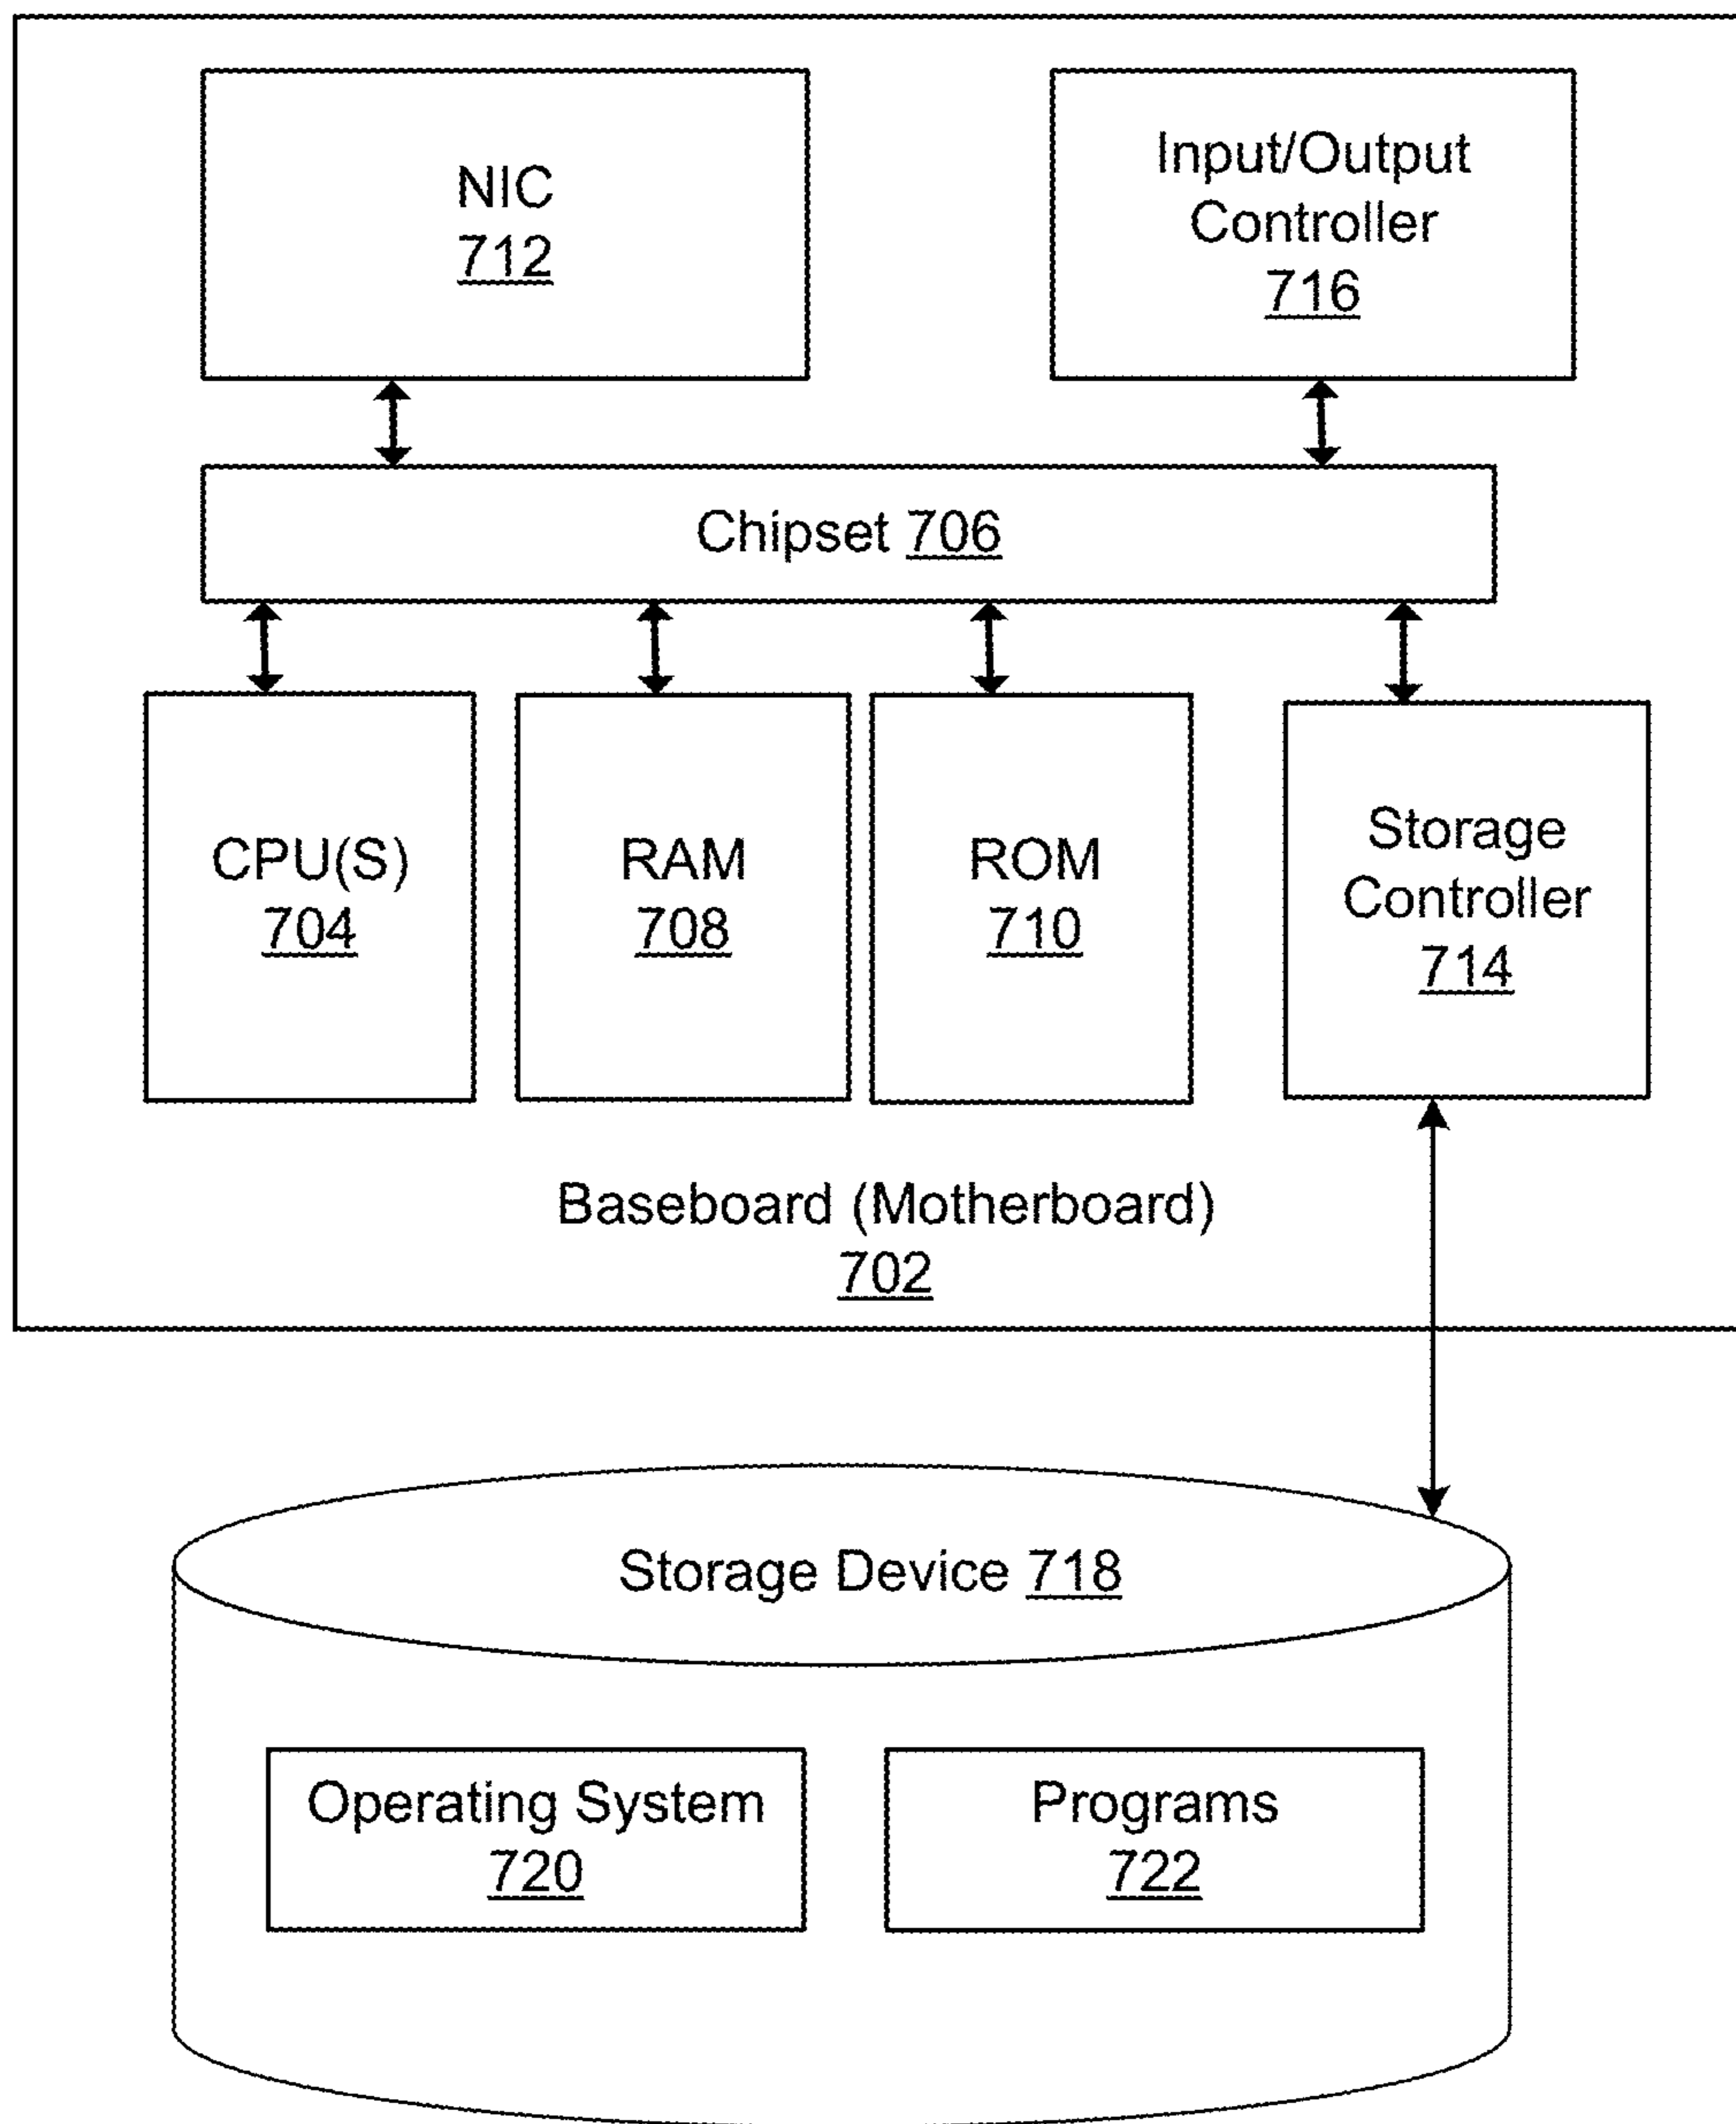 NIC
712
Input/Output
Controller
716
Chipset 706
CPU(S)
704
RAM
708
ROM
710
Storage
Controller
714
Baseboard (Motherboard)
702
Storage Device 718
Operating System
720
Programs
722